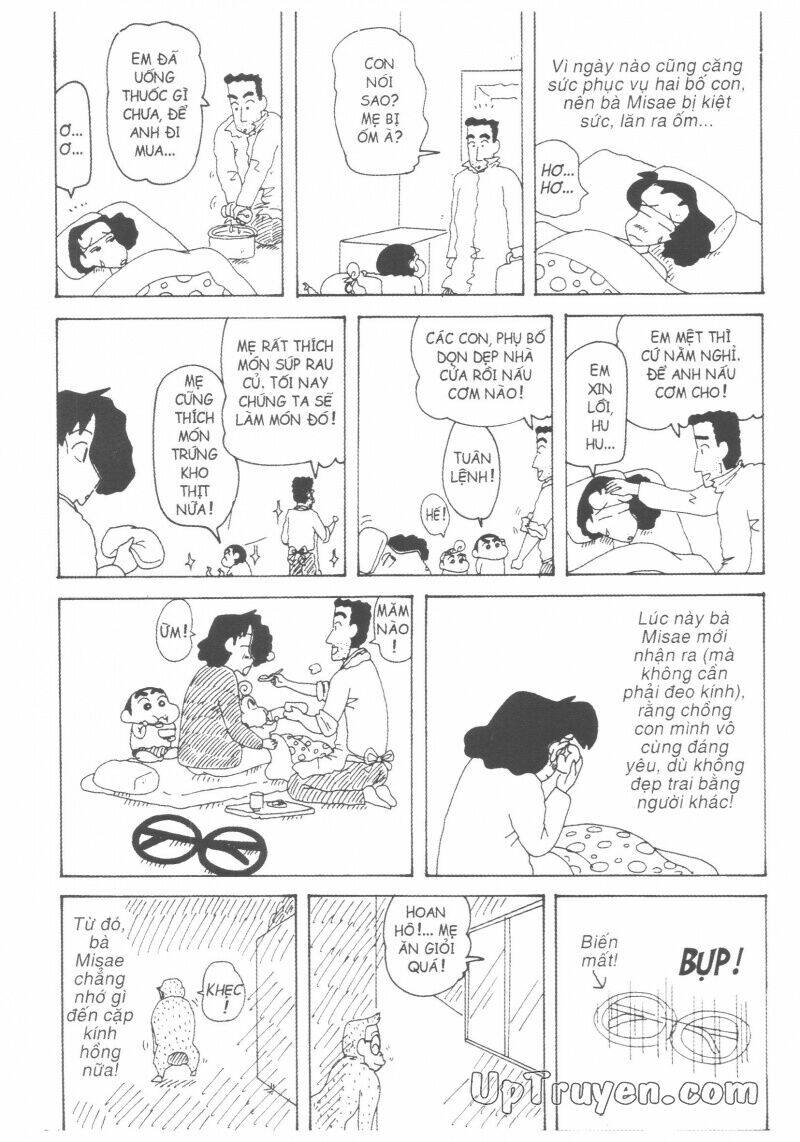 Vì ngày nào cũng căng
sức phục vụ hai bố con,
nên bà Misae bị kiệt
sức, lăn ra ốm...
HƠ...
HƠ...
CON
NÓI
SAO?
MẸ BỊ
ỐM À?
EM ĐÃ
UỐNG
THUỐC GÌ
CHƯA, ĐỂ
ANH ĐI
MUA...
Ơ...
Ơ...
EM MỆT THÌ
CỨ NẰM NGHỈ.
ĐỂ ANH NẤU
CƠM CHO!
EM
XIN
LỖI,
HU
HU...
CÁC CON, PHỤ BỐ
DỌN DẸP NHÀ
CỬA RỒI NẤU
CƠM NÀO!
TUÂN
LỆNH!
HẾ!
MẸ RẤT THÍCH
MÓN SÚP RAU
CỦ. TỐI NAY
CHÚNG TA SẼ
LÀM MÓN ĐÓ!
MẸ
CŨNG
THÍCH
MÓN
TRỨNG
KHO
THỊT
NỮA!
Lúc này bà
Misae mới
nhận ra (mà
không cần
phải đeo kính),
rằng chồng
con mình vô
cùng đáng
yêu, dù không
đẹp trai bằng
người khác!
MĂM
NÀO
!
ỪM!
Biến
mất!
BỤP!
HOAN
HÔ!... MẸ
ĂN GIỎI
QUÁ!
KHẸC
!
Từ đó,
bà
Misae
chẳng
nhớ gì
đến cặp
kính
hồng
nữa!
UpTruyen.com